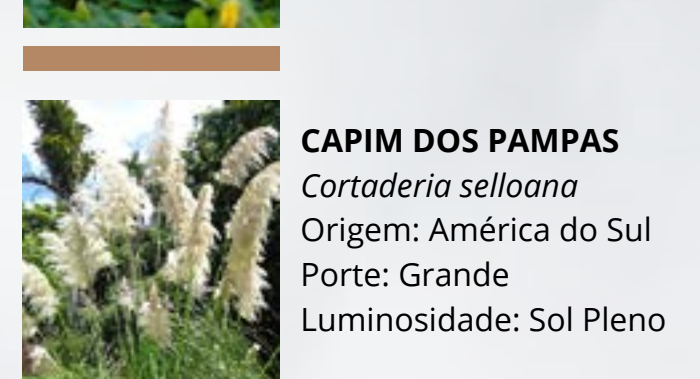 CAPIM DOS PAMPAS
Cortaderia selloana
Origem: América do Sul
Porte: Grande
Luminosidade: Sol Pleno